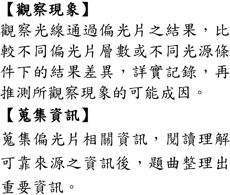 【觀察現象】
觀察光線通過偏光片之結果，比
較不同偏光片層數或不同光源條
件下的結果差異，詳實記錄，再
推測所觀察現象的可能成因。
【蒐集資訊】
蒐集偏光片相關資訊，閱讀理解
可靠來源之資訊後，題曲整理出
重要資訊。